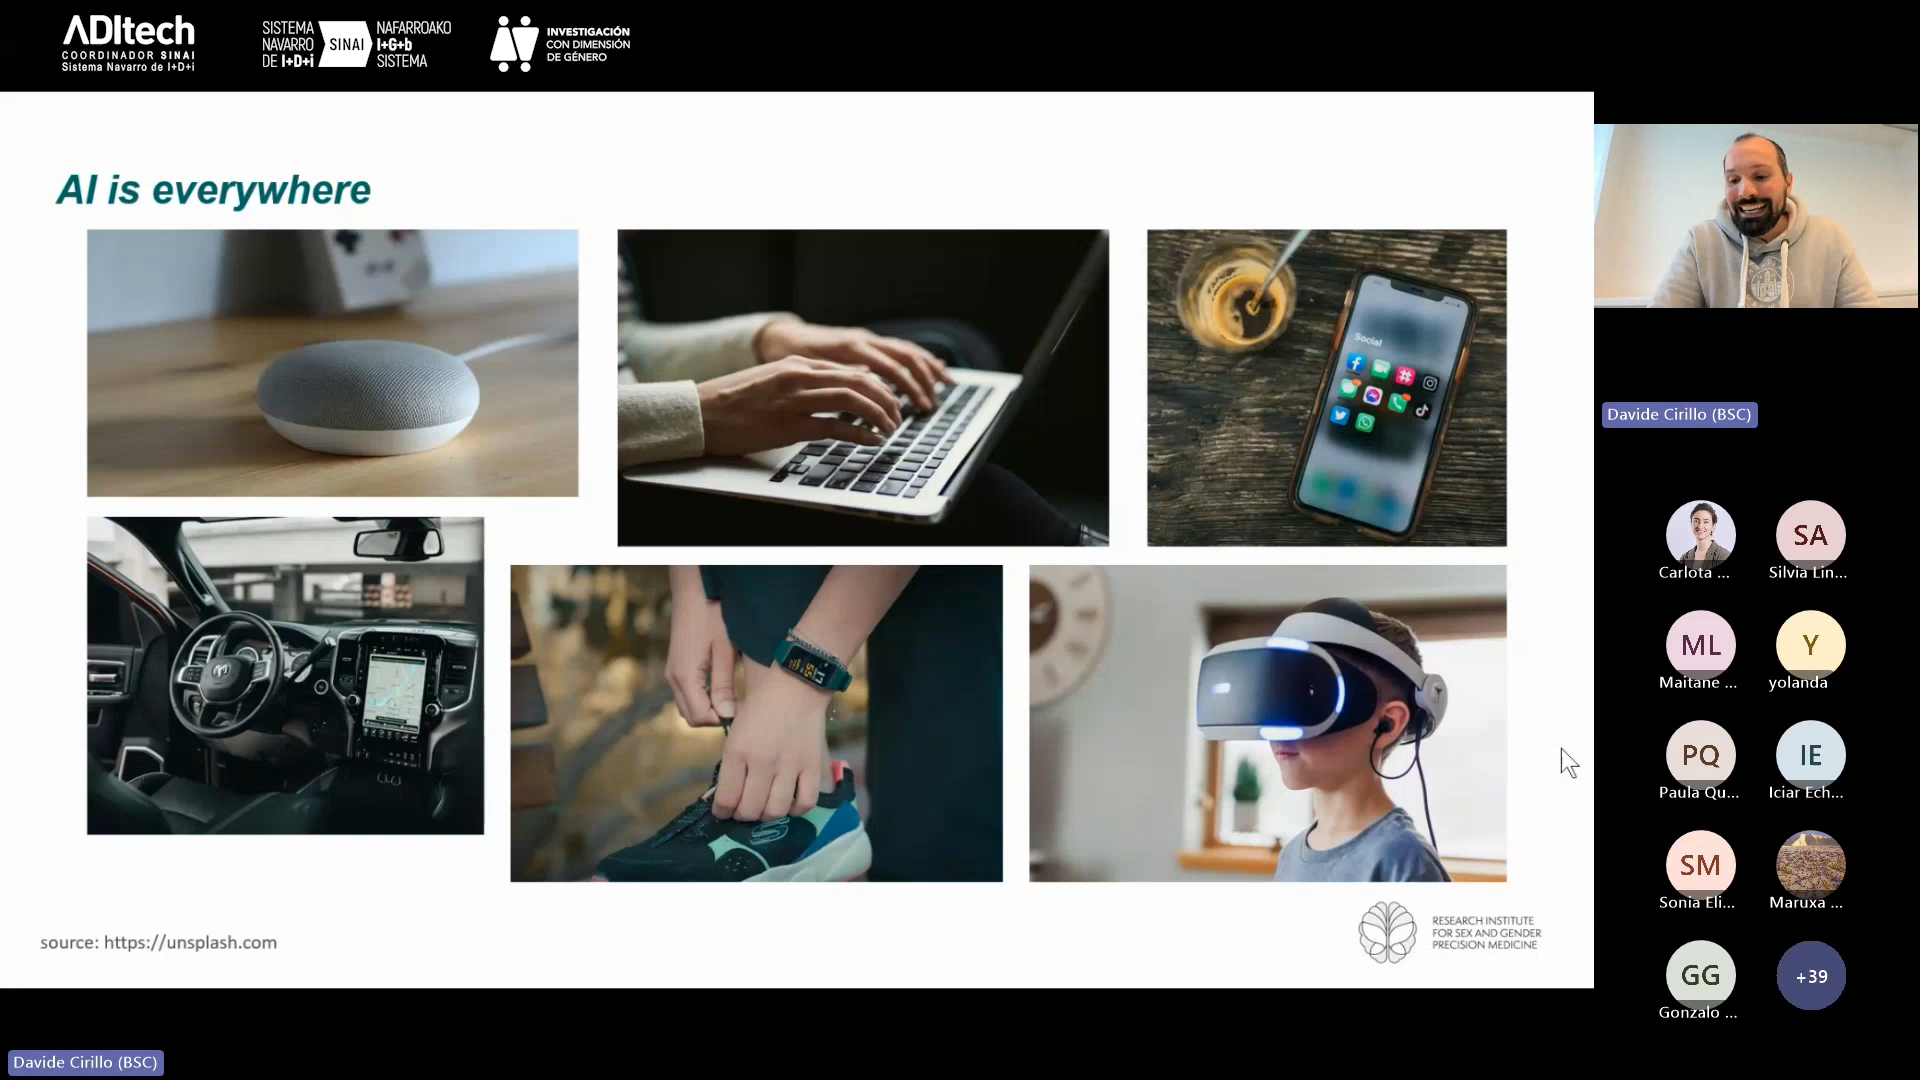 ADItech
COORDINADOR SINAI
Sistema Navarro de I+D+i
SISTEMA
NAVARRO
DE I+D+i
SINAI
NAFARROAKO
I+G+b
SISTEMA
INVESTIGACIÓN
CON DIMENSIÓN
DE GÉNERO
AI is everywhere
Social
source: https://unsplash.com
RESEARCH INSTITUTE
FOR SEX AND GENDER
PRECISION MEDICINE
Davide Cirillo (BSC)
Carlota ...
SA
Silvia Lin...
ML
Maitane ...
Y
yolanda
PQ
Paula Qu...
IE
Iciar Ech...
SM
Sonia Eli...
Maruxa ...
GG
Gonzalo ...
+39
Davide Cirillo (BSC)